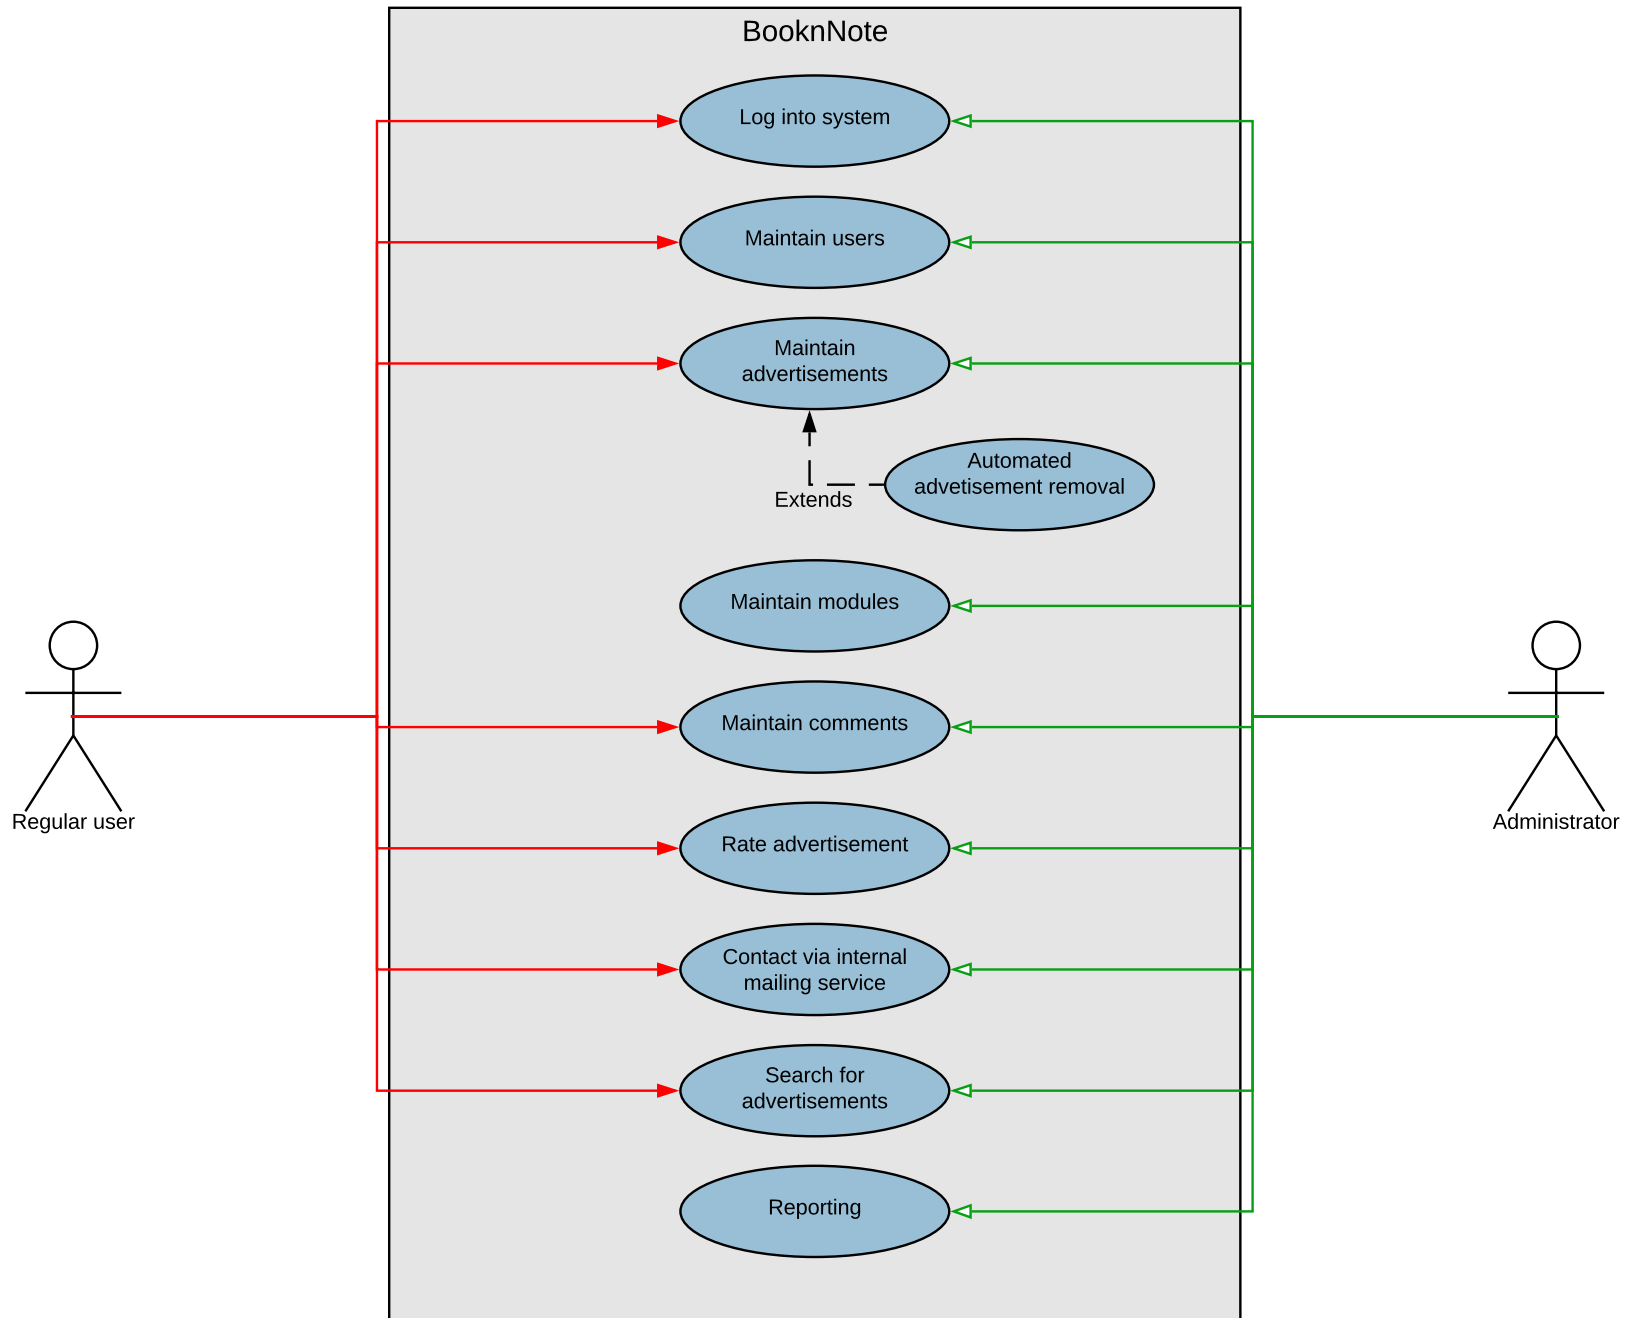 BooknNote
Log into system
Maintain users
Maintain
advertisements
Automated
advetisement removal
Extends
Maintain modules
Maintain comments
Regular user
Administrator
Rate advertisement
Contact via internal
mailing service
Search for
advertisements
Reporting